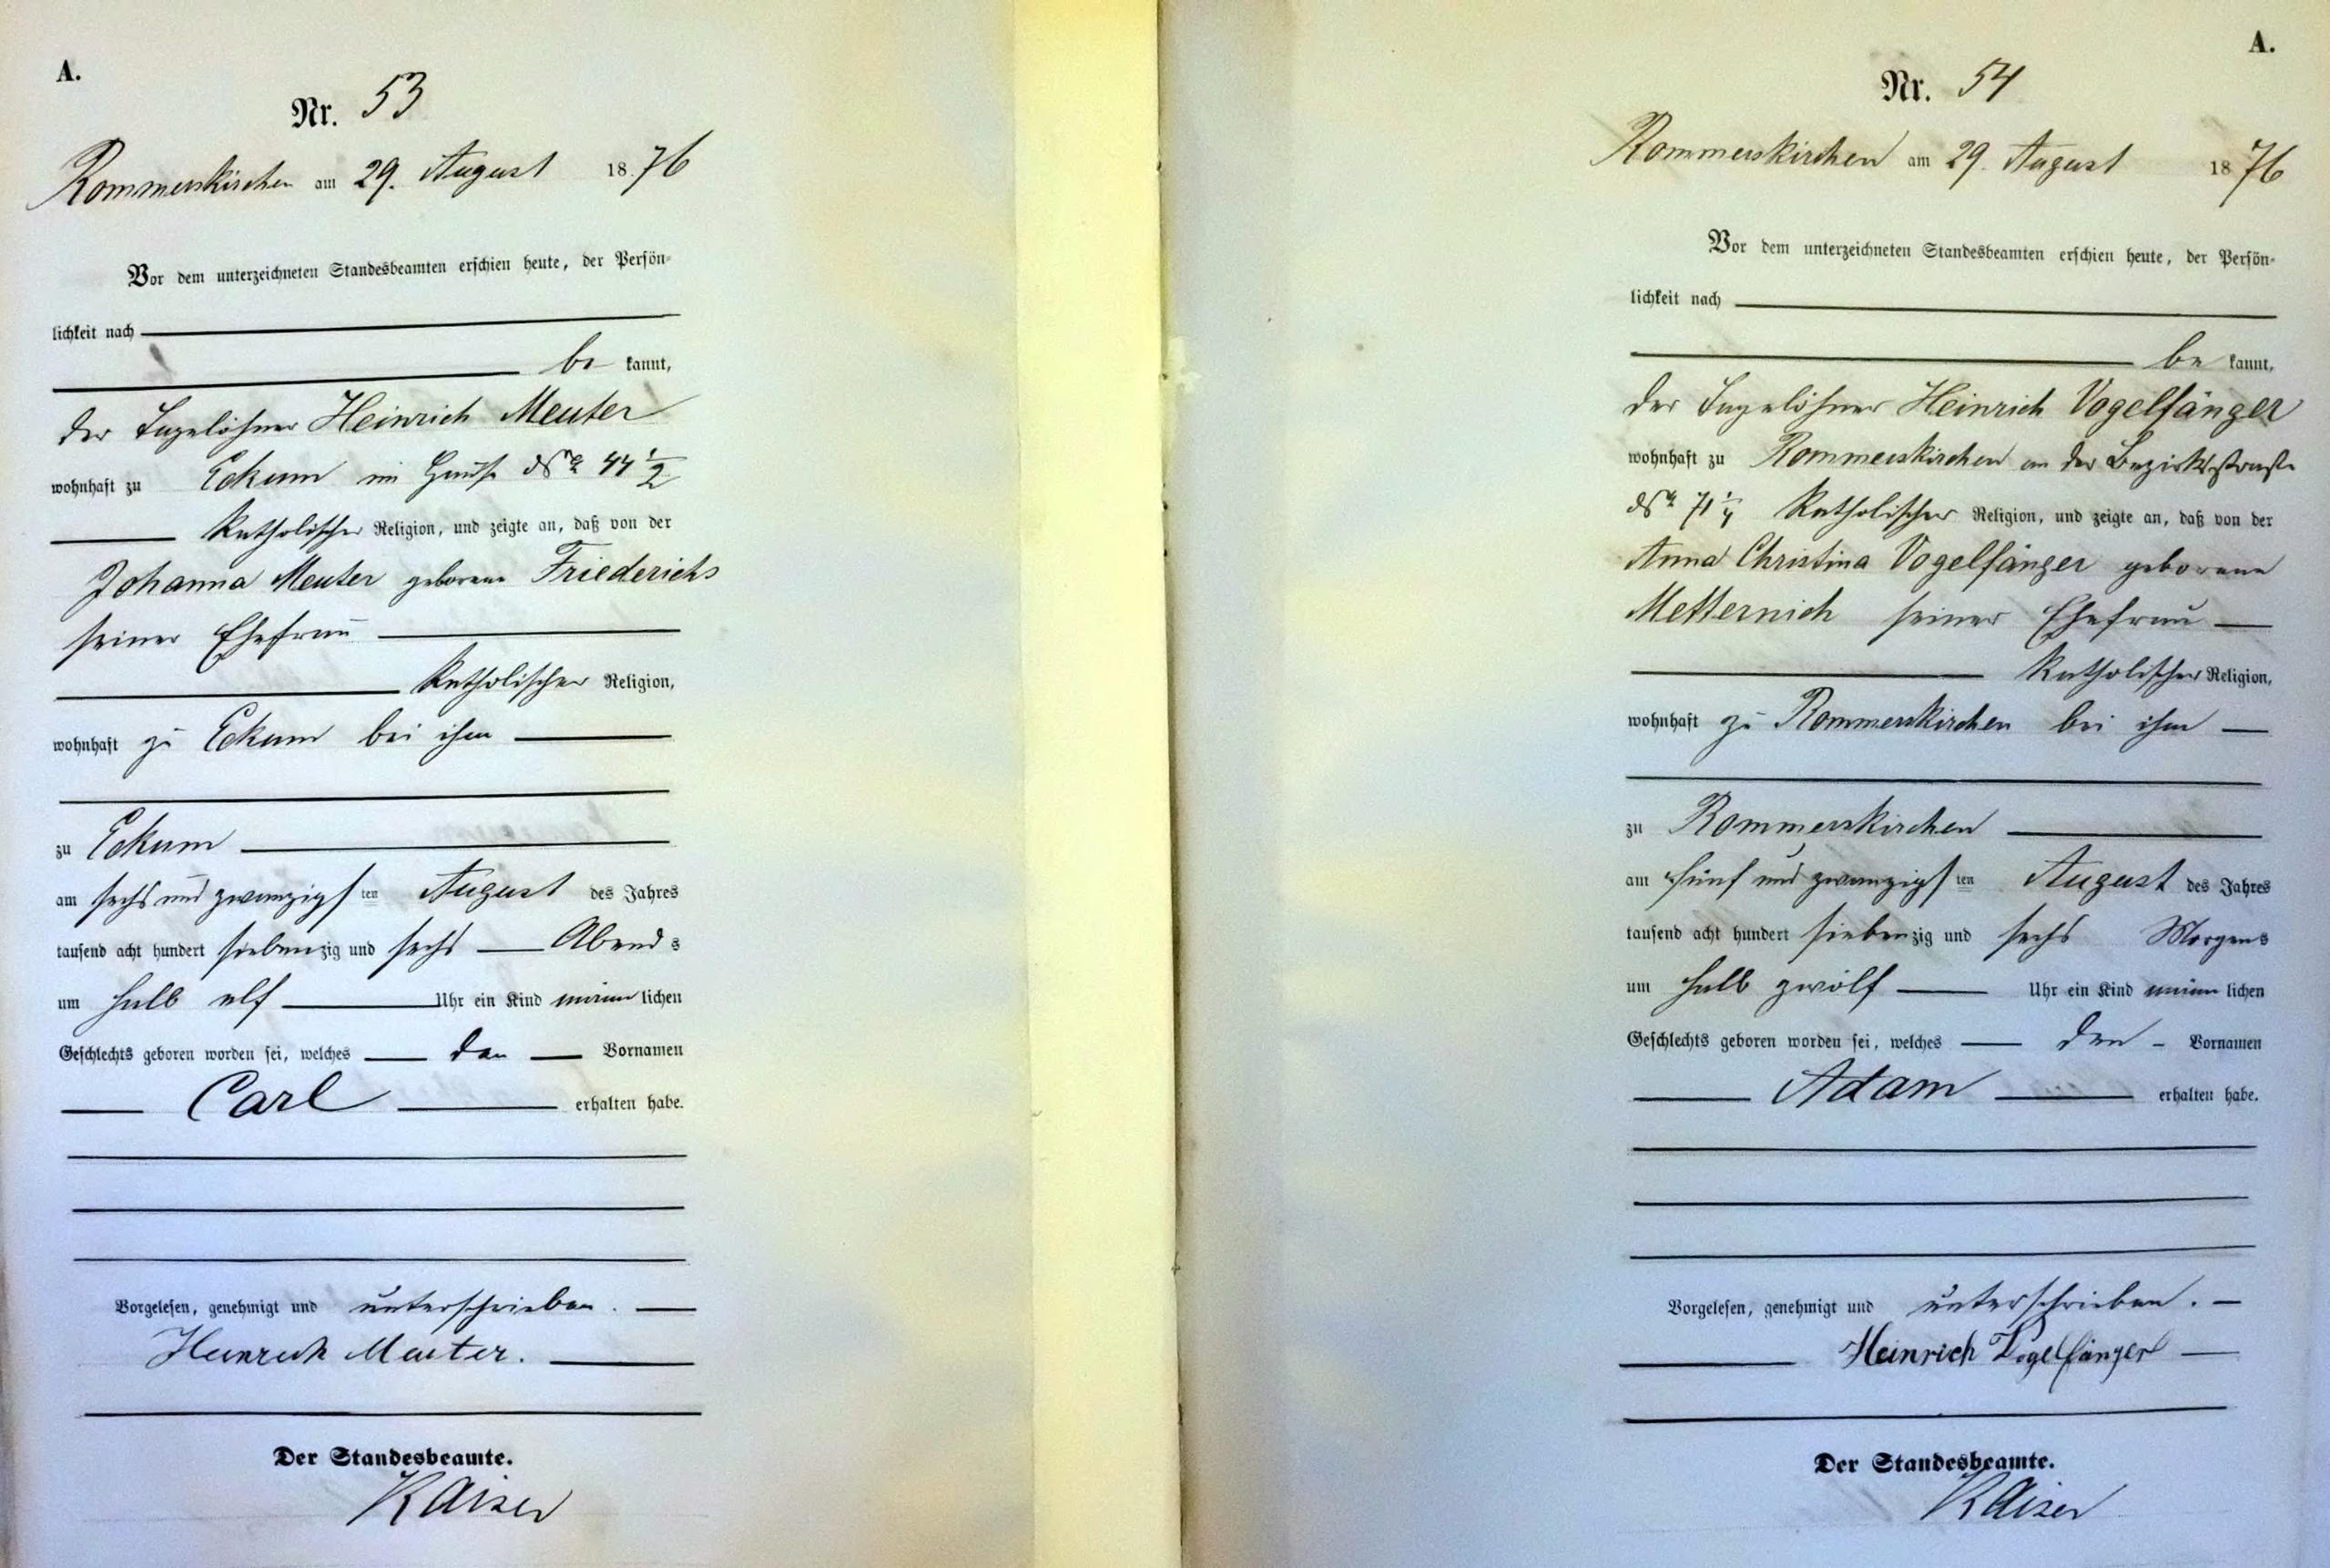 A.
Nr. 53
Rommerskirchen am 29. August 1876
Vor dem unterzeichneten Standesbeamten erschien heute, der Persön-
lichkeit nach
be kannt,
der Tagelöhner Heinrich Meuter
wohnhaft zu Eckum im Hause No 44 1/2
katholischer Religion, und zeigte an, daß von der
Johanna Meuter geborene Friederichs
seiner Ehefrau
katholischer Religion,
wohnhaft zu Eckum bei ihm
zu Eckum
am sechs und zwanzigsten August des Jahres
tausend acht hundert siebenzig und sechs Abends
um halb elf Uhr ein Kind männlichen
Geschlechts geboren worden sei, welches den Vornamen
Carl erhalten habe.
Vorgelesen, genehmigt und unterschrieben.
Heinrich Meuter.
Der Standesbeamte.
Kaiser
A.
Nr. 54
Rommerskirchen am 29. August 1876
Vor dem unterzeichneten Standesbeamten erschien heute, der Persön-
lichkeit nach
be kannt,
der Tagelöhner Heinrich Vogelfänger
wohnhaft zu Rommerskirchen an der Bezirksstraße
No 71 1/4 katholischer Religion, und zeigte an, daß von der
Anna Christina Vogelfänger geborene
Metternich seiner Ehefrau
katholischer Religion,
wohnhaft zu Rommerskirchen bei ihm
zu Rommerskirchen
am fünf und zwanzigsten August des Jahres
tausend acht hundert siebenzig und sechs Morgens
um halb zwölf Uhr ein Kind männlichen
Geschlechts geboren worden sei, welches den Vornamen
Adam erhalten habe.
Vorgelesen, genehmigt und unterschrieben.
Heinrich Vogelfänger
Der Standesbeamte.
Kaiser